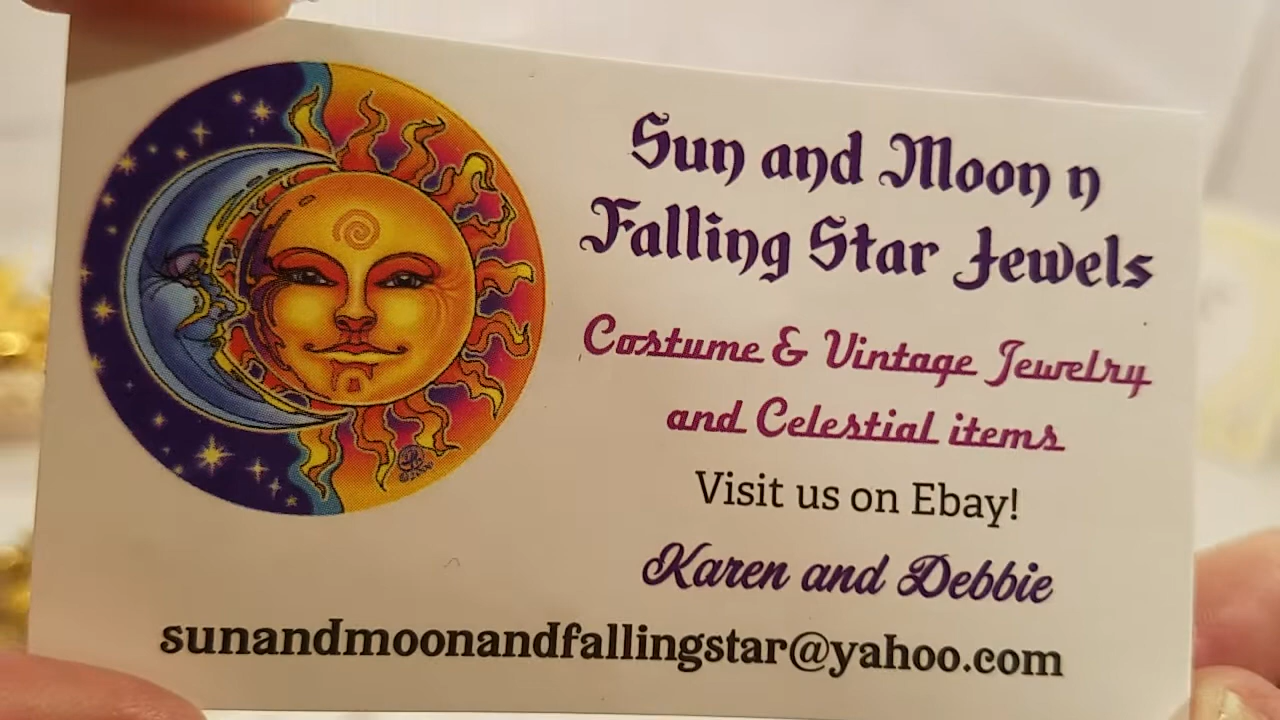 Sun and Moon n
Falling Star Jewels
Costume & Vintage Jewelry
and Celestial items
Visit us on Ebay!
Karen and Debbie
sunandmoonandfallingstar@yahoo.com